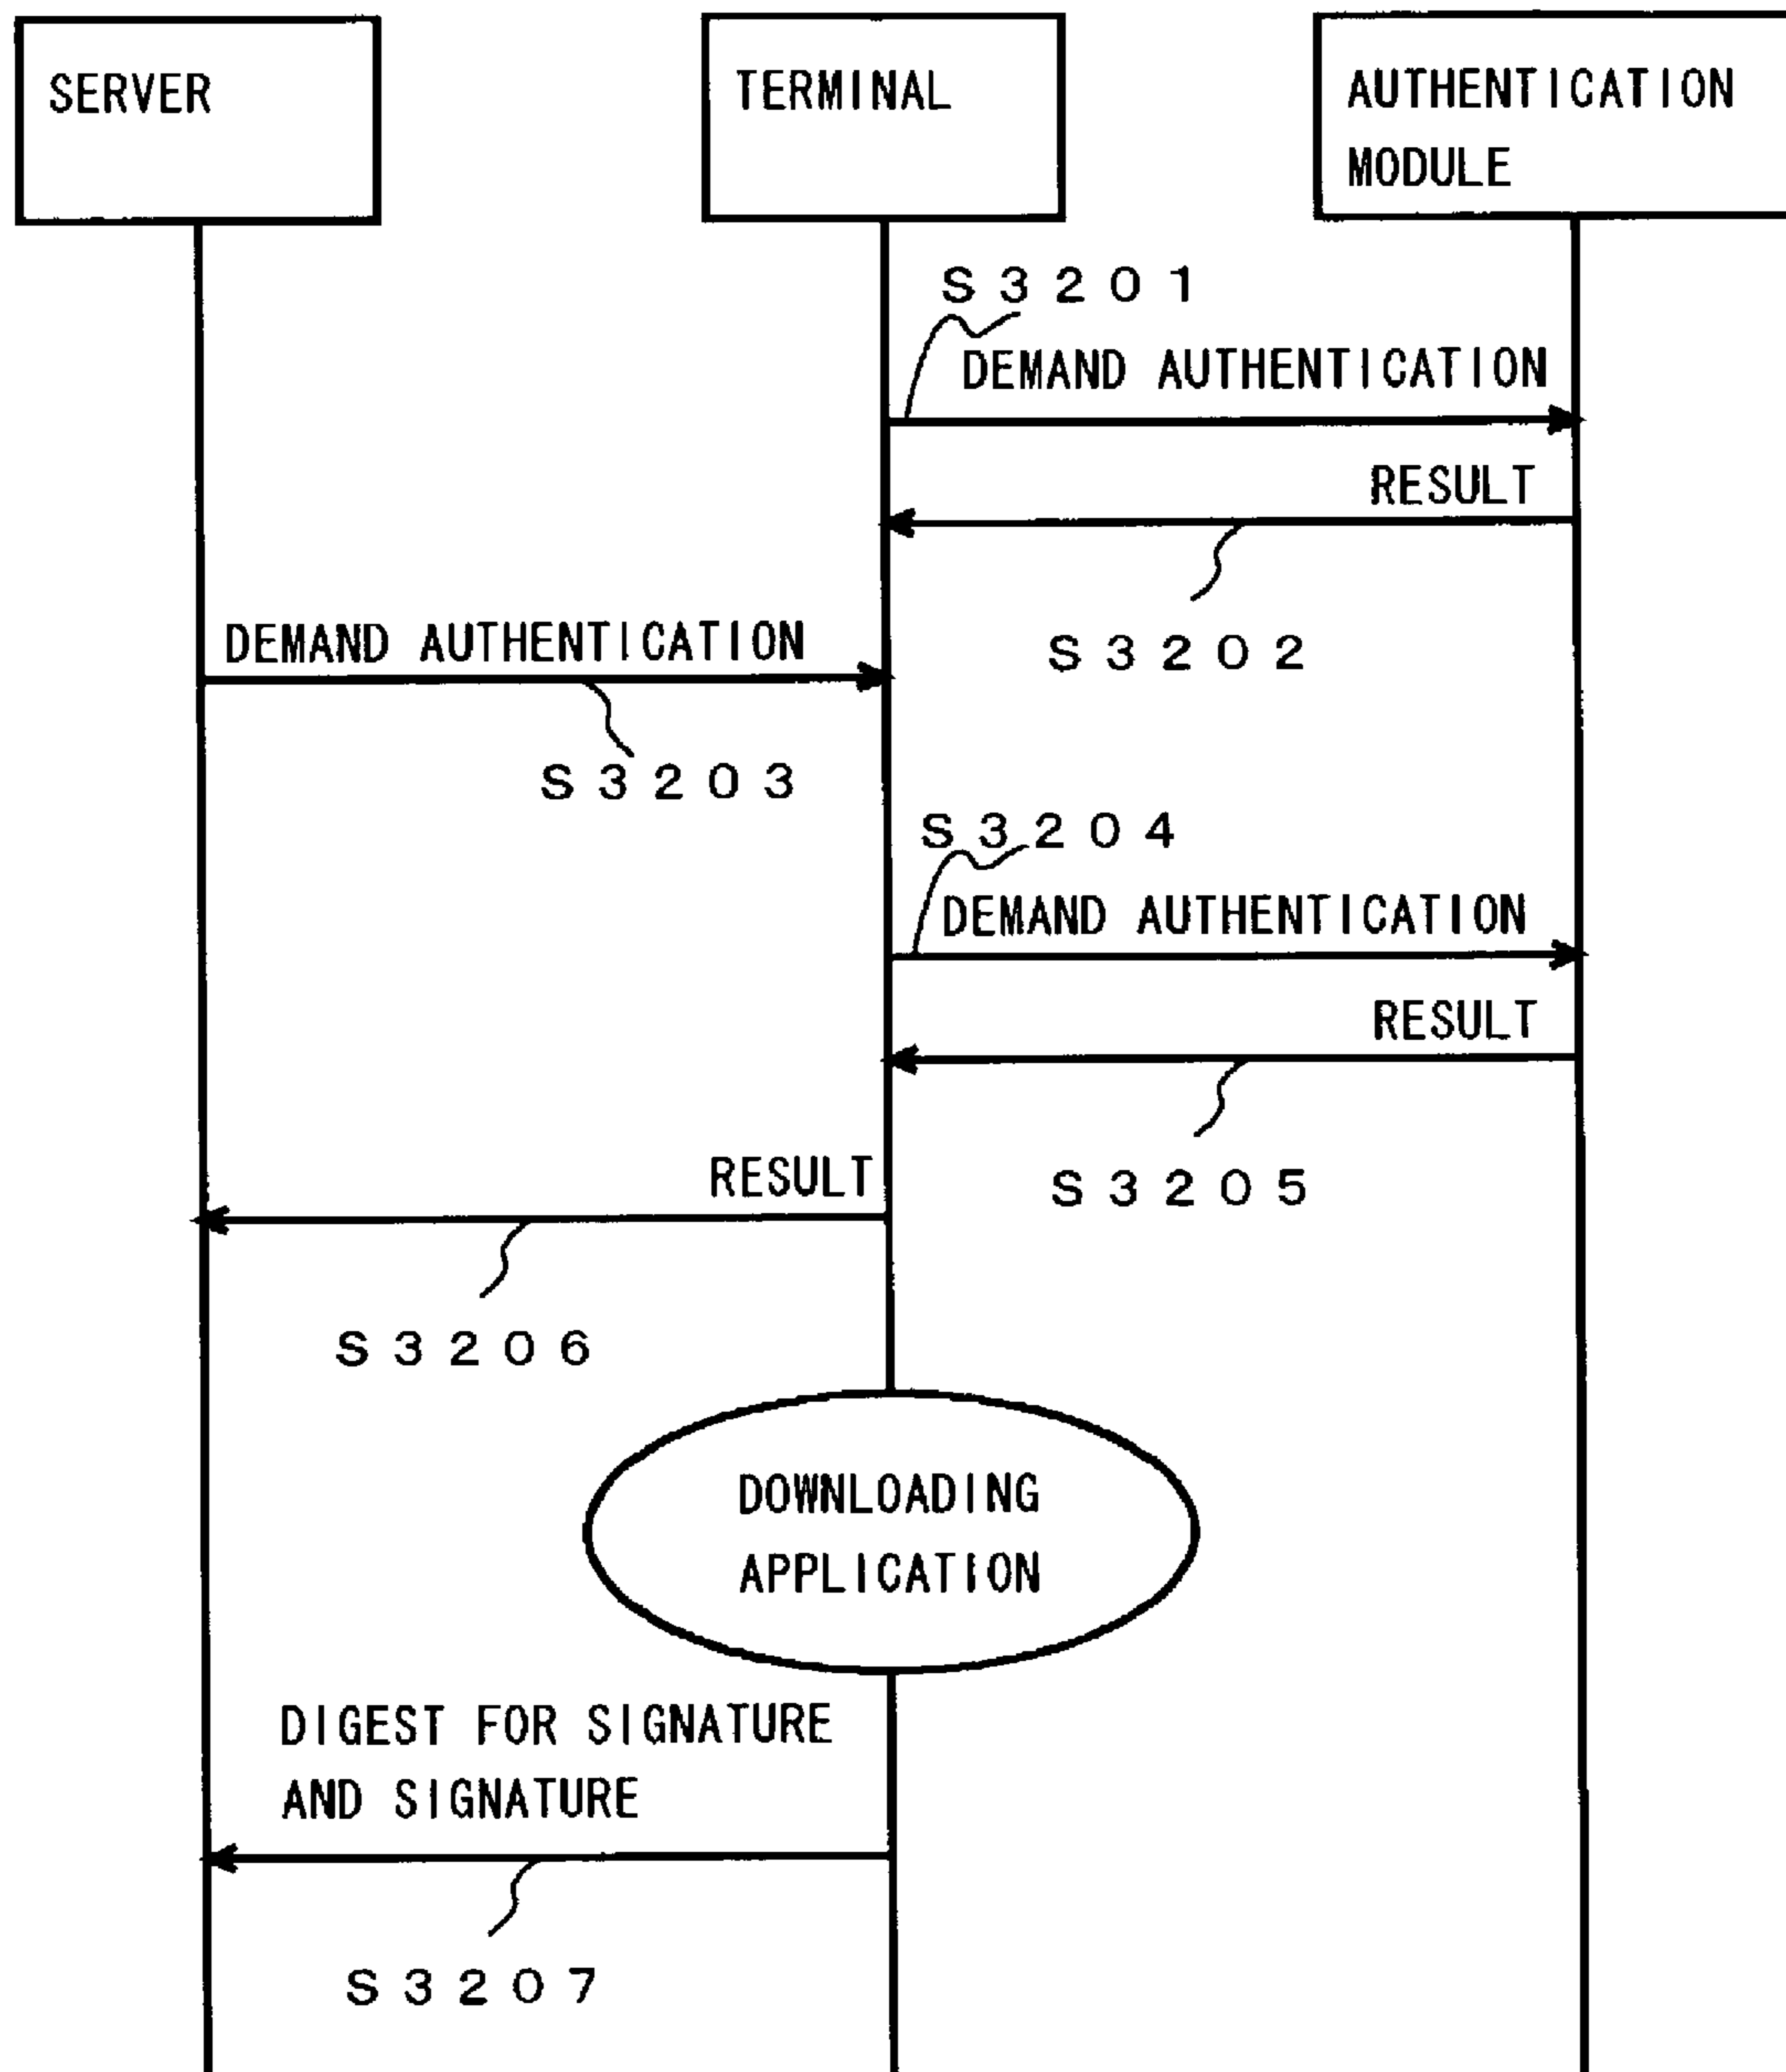 SERVER
TERMINAL
AUTHENTICATION
MODULE
S3201
DEMAND AUTHENTICATION
RESULT
S3202
DEMAND AUTHENTICATION
S3203
S3204
DEMAND AUTHENTICATION
RESULT
S3205
RESULT
S3206
DOWNLOADING
APPLICATION
DIGEST FOR SIGNATURE
AND SIGNATURE
S3207